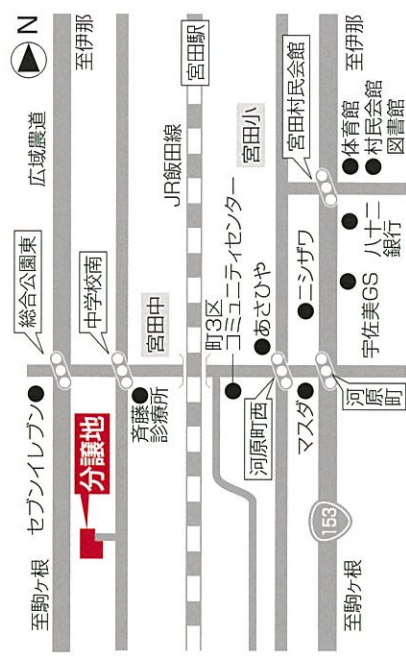 N
至伊那
広域農道
至伊那
総合公園東
中学校南
宮田中
セブンイレブン
斉藤
診療所
分譲地
至駒ヶ根
JR飯田線
宮田駅
宮田小
宮田村民会館
至伊那
体育館
村民会館
図書館
町3区
コミュニティセンター
あさひや
ニシザワ
八十二
銀行
宇佐美GS
河原町西
マスダ
河原
町
153
至駒ヶ根